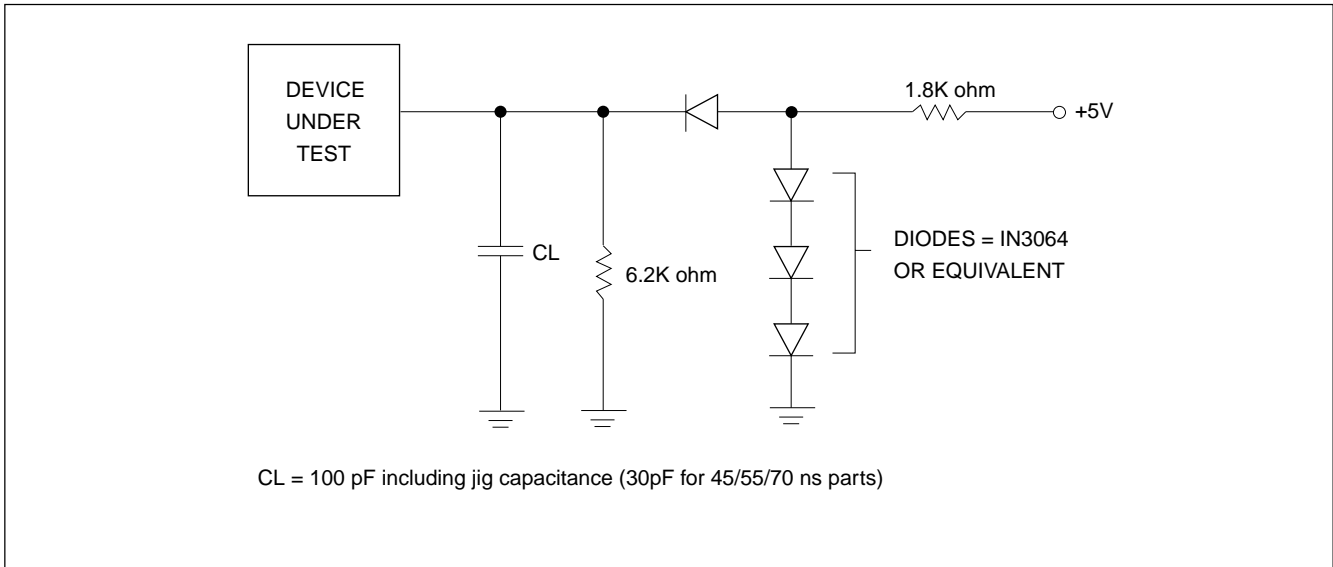 DEVICE
UNDER
TEST
1.8K ohm
+5V
CL
6.2K ohm
DIODES = IN3064
OR EQUIVALENT
CL = 100 pF including jig capacitance (30pF for 45/55/70 ns parts)